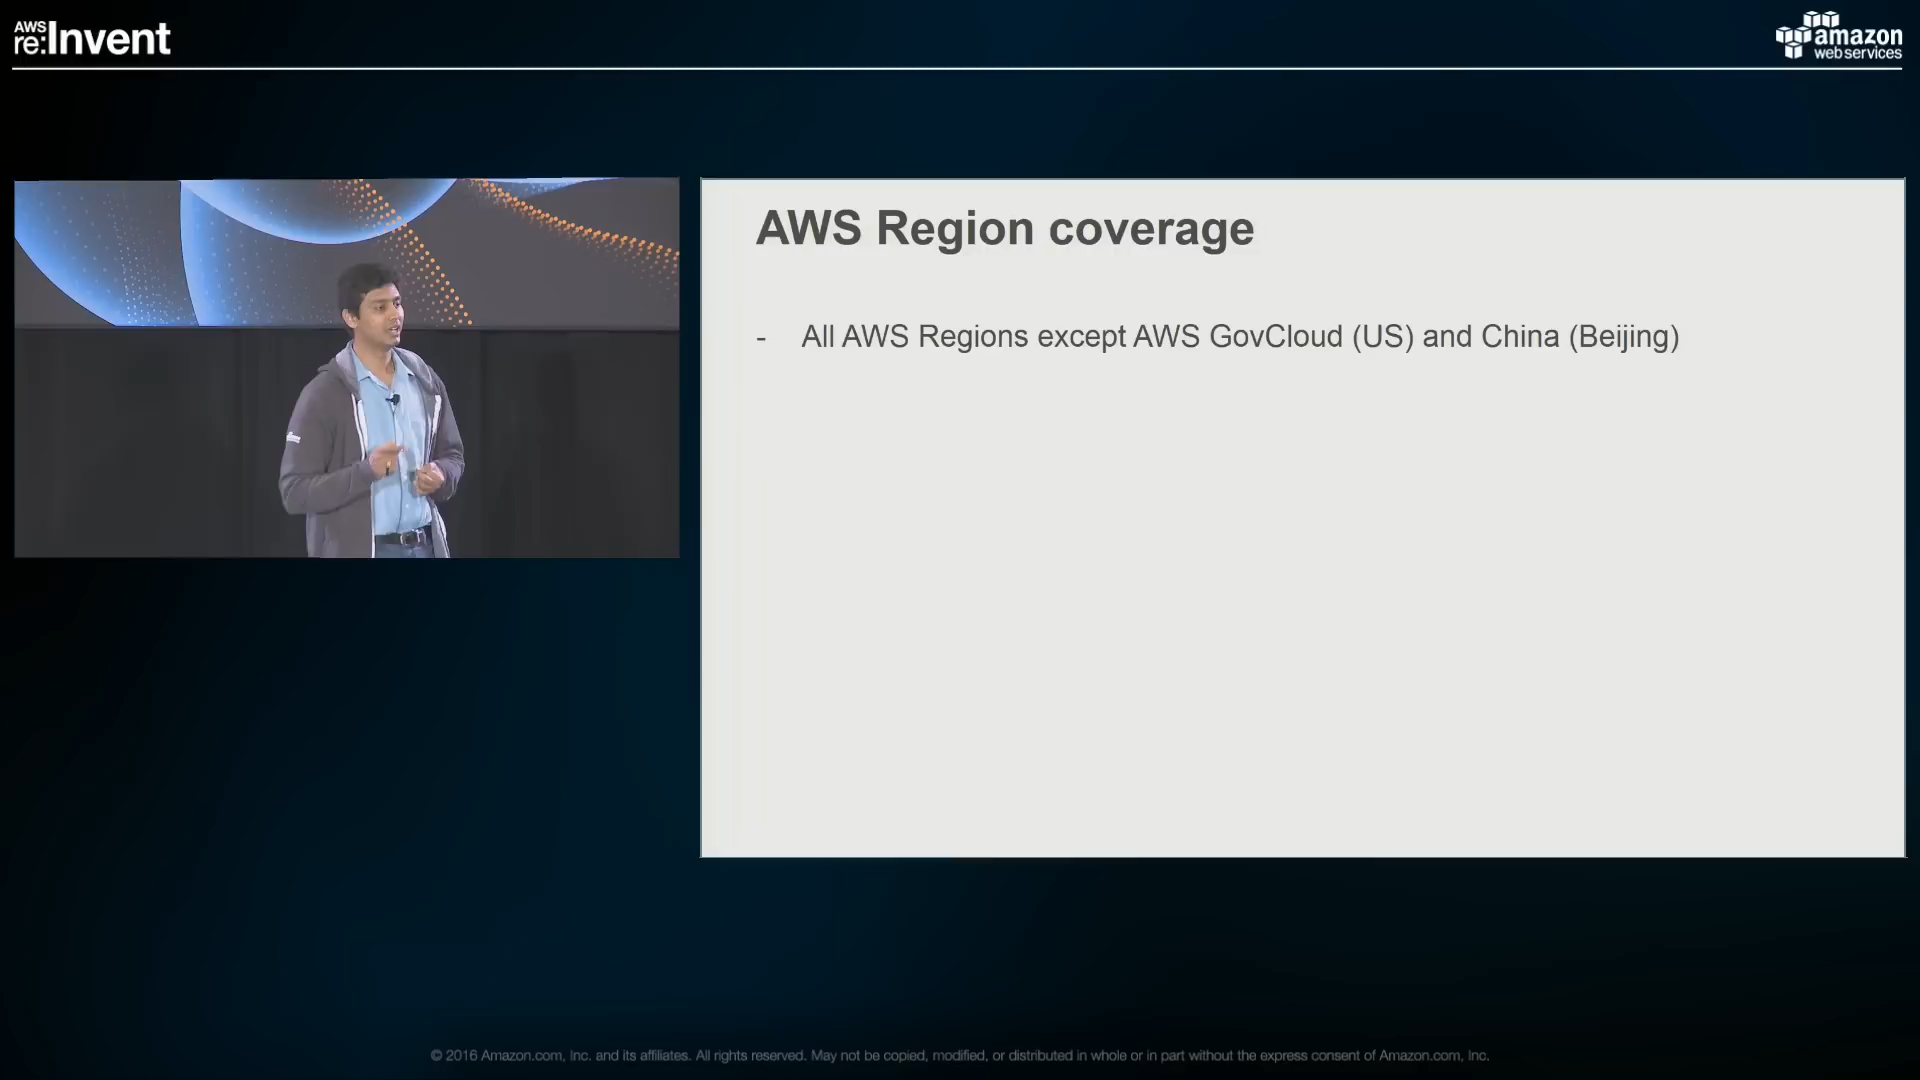 AWS
re:Invent
amazon
web services
AWS Region coverage
- All AWS Regions except AWS GovCloud (US) and China (Beijing)
© 2016 Amazon.com, Inc. and its affiliates. All rights reserved. May not be copied, modified, or distributed in whole or in part without the express consent of Amazon.com, Inc.